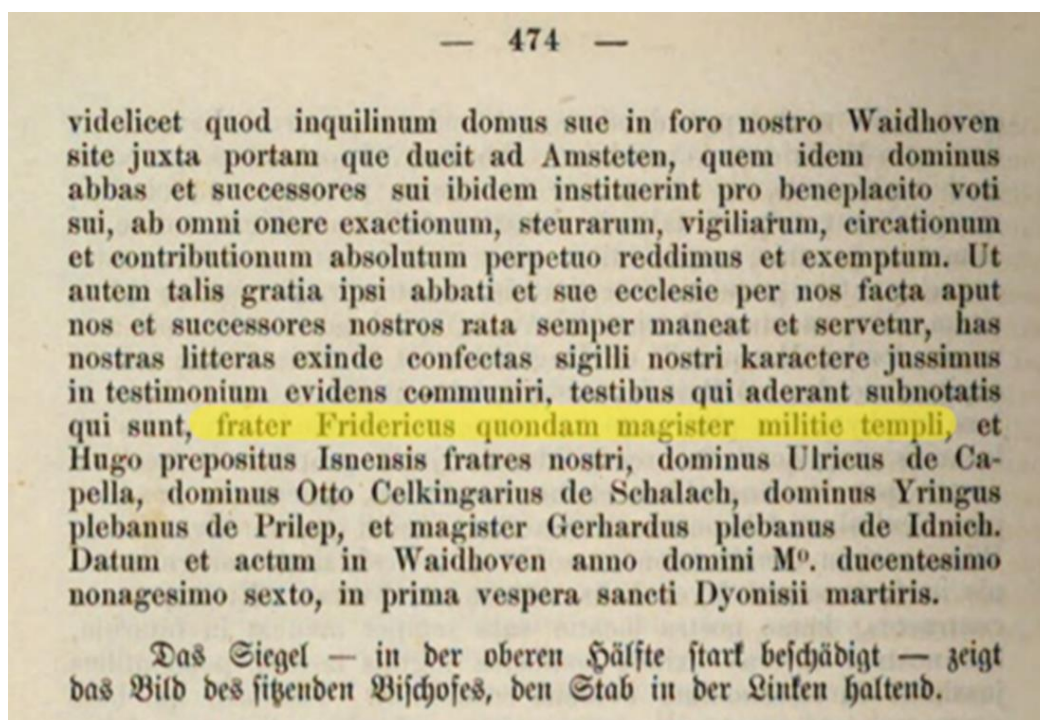 — 474 —
videlicet quod inquilinum domus sue in foro nostro Waidhoven
site juxta portam que ducit ad Amsteten, quem idem dominus
abbas et successores sui ibidem instituerint pro beneplacito voti
sui, ab omni onere exactionum, steurarum, vigiliarum, circationum
et contributionum absolutum perpetuo reddimus et exemptum. Ut
autem talis gratia ipsi abbati et sue ecclesie per nos facta aput
nos et successores nostros rata semper maneat et servetur, has
nostras litteras exinde confectas sigilli nostri karactere jussimus
in testimonium evidens communiri, testibus qui aderant subnotatis
qui sunt, frater Fridericus quondam magister militie templi, et
Hugo prepositus Isnensis fratres nostri, dominus Ulricus de Ca-
pella, dominus Otto Celkingarius de Schalach, dominus Yringus
plebanus de Prilep, et magister Gerhardus plebanus de Idnich.
Datum et actum in Waidhoven anno domini Mº. ducentesimo
nonagesimo sexto, in prima vespera sancti Dyonisii martiris.
Das Siegel — in der oberen Hälfte stark beschädigt — zeigt
das Bild des sitzenden Bischofes, den Stab in der Linken haltend.